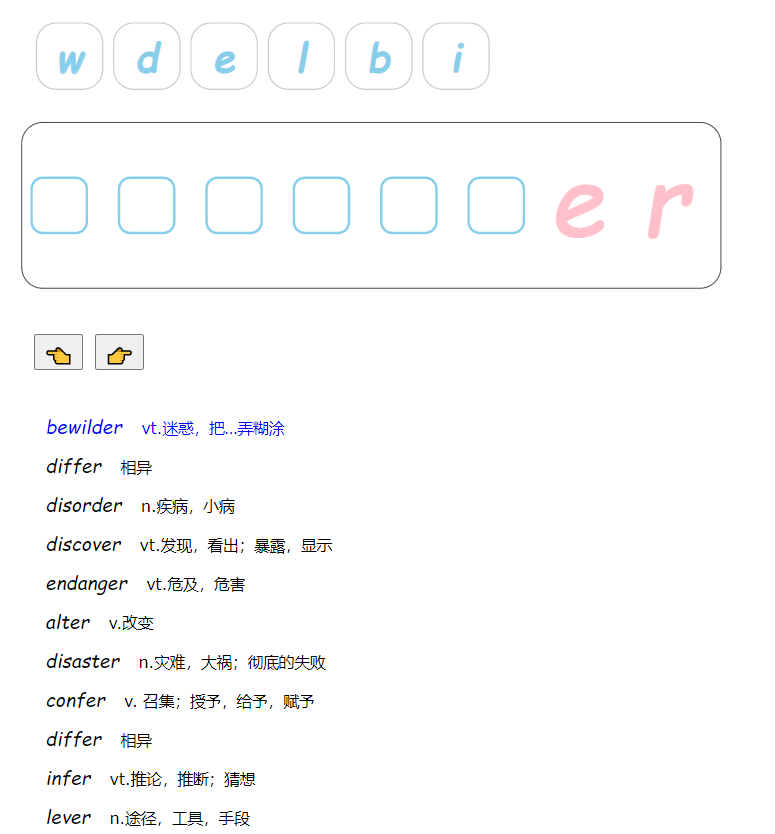 w d e l b i
e r
bewilder vt.迷惑，把...弄糊涂
differ 相异
disorder n.疾病，小病
discover vt.发现，看出；暴露，显示
endanger vt.危及，危害
alter v.改变
disaster n.灾难，大祸；彻底的失败
confer v. 召集；授予，给予，赋予
differ 相异
infer vt.推论，推断；猜想
lever n.途径，工具，手段